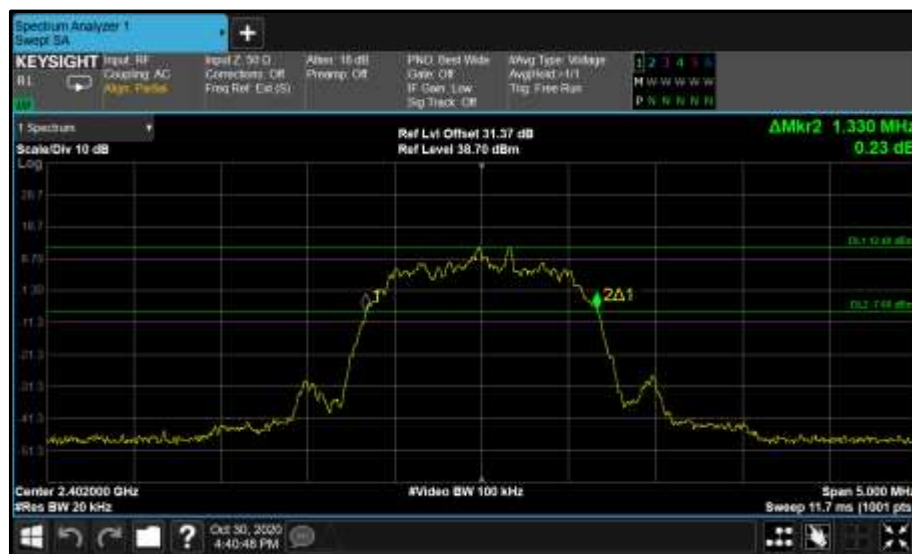 Spectrum Analyzer 1
Swept SA
+
KEYSIGHT
R L
Input: RF
Coupling: AC
Align: Partial
Input Z: 50 Ω
Corrections: Off
Freq Ref: Ext (S)
Atten: 16 dB
Preamp: Off
PNO: Best Wide
Gate: Off
IF Gain: Low
Sig Track: Off
#Avg Type: Voltage
Avg|Hold:>1/1
Trig: Free Run
1 2 3 4 5 6
M W W W W W
P N N N N N
1 Spectrum
Scale/Div 10 dB
Log
Ref Lvl Offset 31.37 dB
Ref Level 38.70 dBm
ΔMkr2 1.330 MHz
0.23 dB
28.7
18.7
8.70
-1.30
-11.3
-21.3
-31.3
-41.3
-51.3
1
2Δ1
Center 2.402000 GHz
#Res BW 20 kHz
#Video BW 100 kHz
Span 5.000 MHz
Sweep 11.7 ms (1001 pts
?
Oct 30, 2020
4:40:48 PM